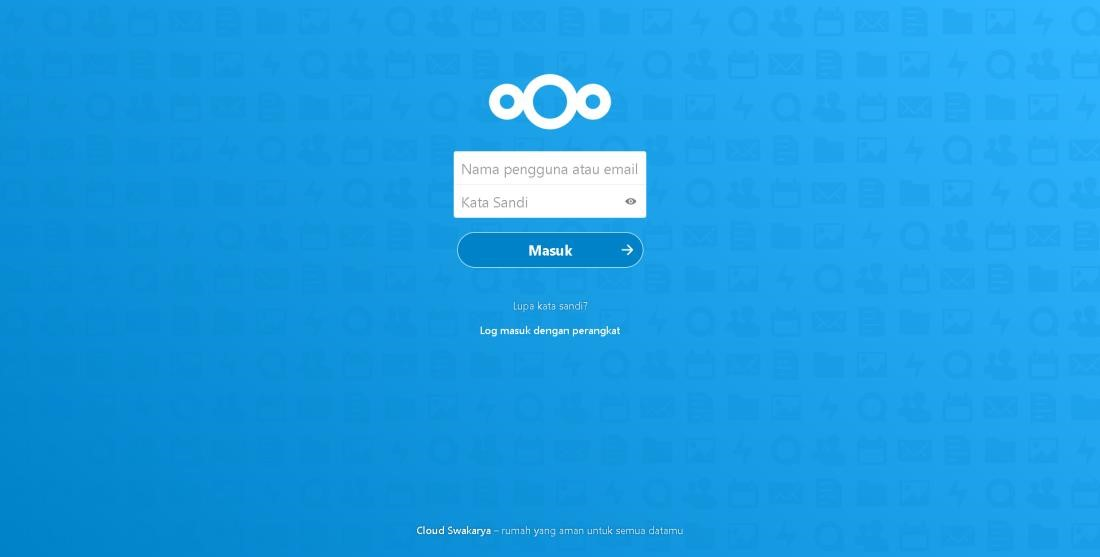 Nama pengguna atau email
Kata Sandi
Masuk
Lupa kata sandi?
Log masuk dengan perangkat
Cloud Swakarya – rumah yang aman untuk semua datamu